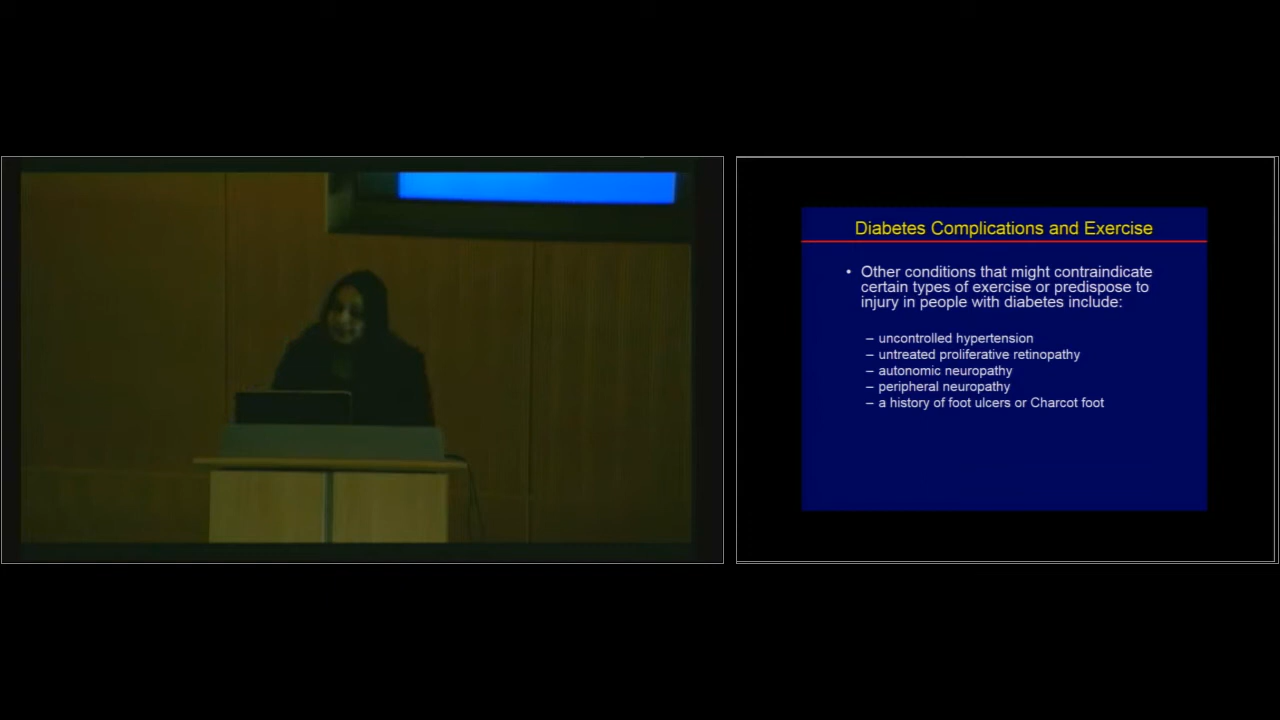 Diabetes Complications and Exercise
• Other conditions that might contraindicate
certain types of exercise or predispose to
injury in people with diabetes include:
– uncontrolled hypertension
– untreated proliferative retinopathy
– autonomic neuropathy
– peripheral neuropathy
– a history of foot ulcers or Charcot foot